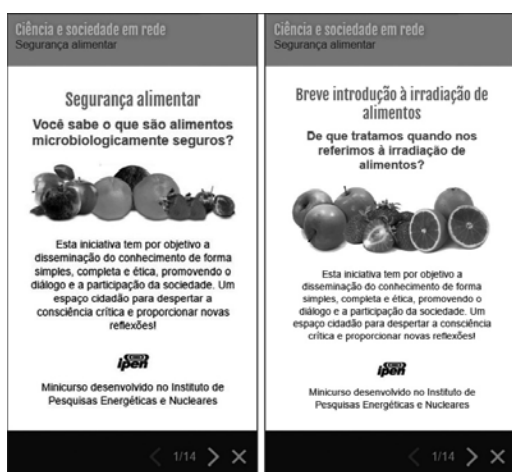 Ciência e sociedade em rede
Segurança alimentar
Segurança alimentar
Você sabe o que são alimentos
microbiologicamente seguros?
Esta iniciativa tem por objetivo a
disseminação do conhecimento de forma
simples, completa e ética, promovendo o
diálogo e a participação da sociedade. Um
espaço cidadão para despertar a
consciência crítica e proporcionar novas
reflexões!
ipen
Minicurso desenvolvido no Instituto de
Pesquisas Energéticas e Nucleares
1/14
Ciência e sociedade em rede
Segurança alimentar
Breve introdução à irradiação de
alimentos
De que tratamos quando nos
referimos à irradiação de
alimentos?
Esta iniciativa tem por objetivo a
disseminação do conhecimento de forma
simples, completa e ética, promovendo o
diálogo e a participação da sociedade. Um
espaço cidadão para despertar a consciência
crítica e proporcionar novas reflexões!
ipen
Minicurso desenvolvido no Instituto de
Pesquisas Energéticas e Nucleares
1/14